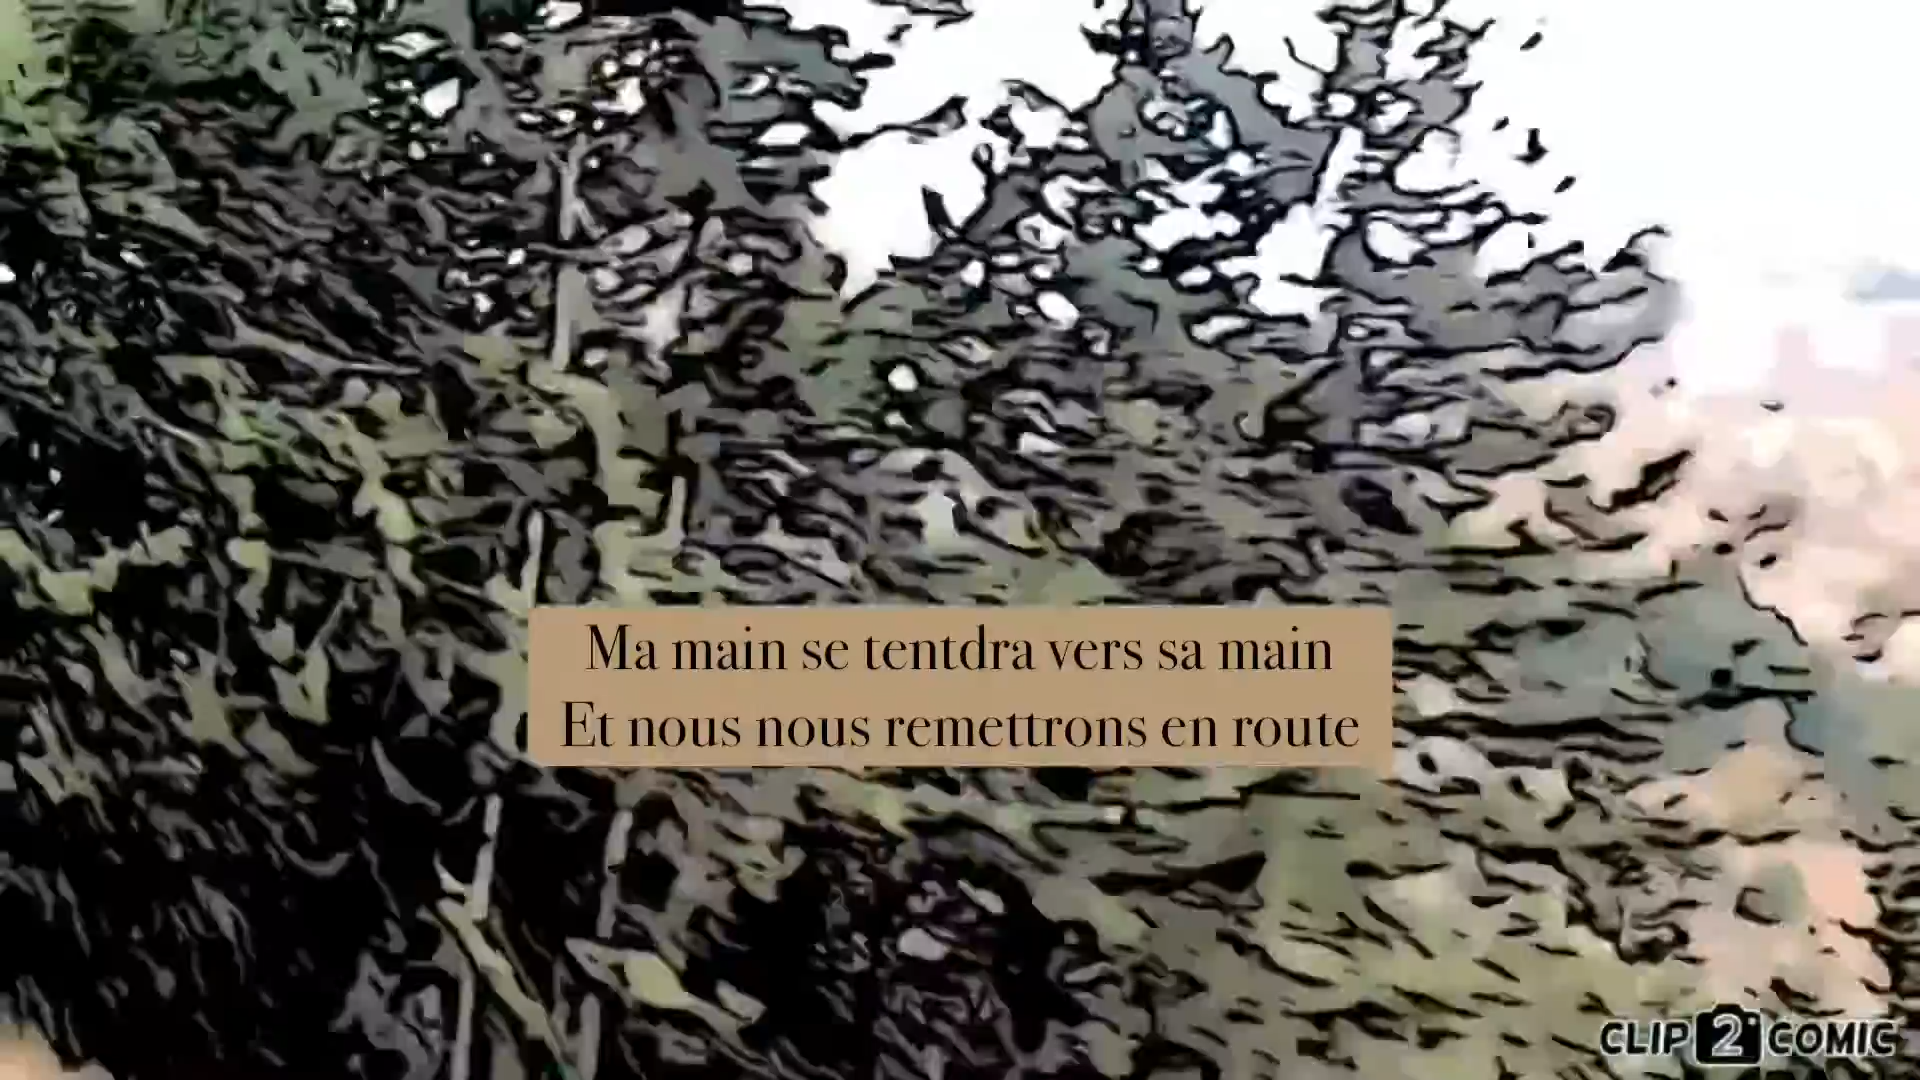 Ma main se tentdra vers sa main
Et nous nous remettrons en route
CLIP 2 COMIC